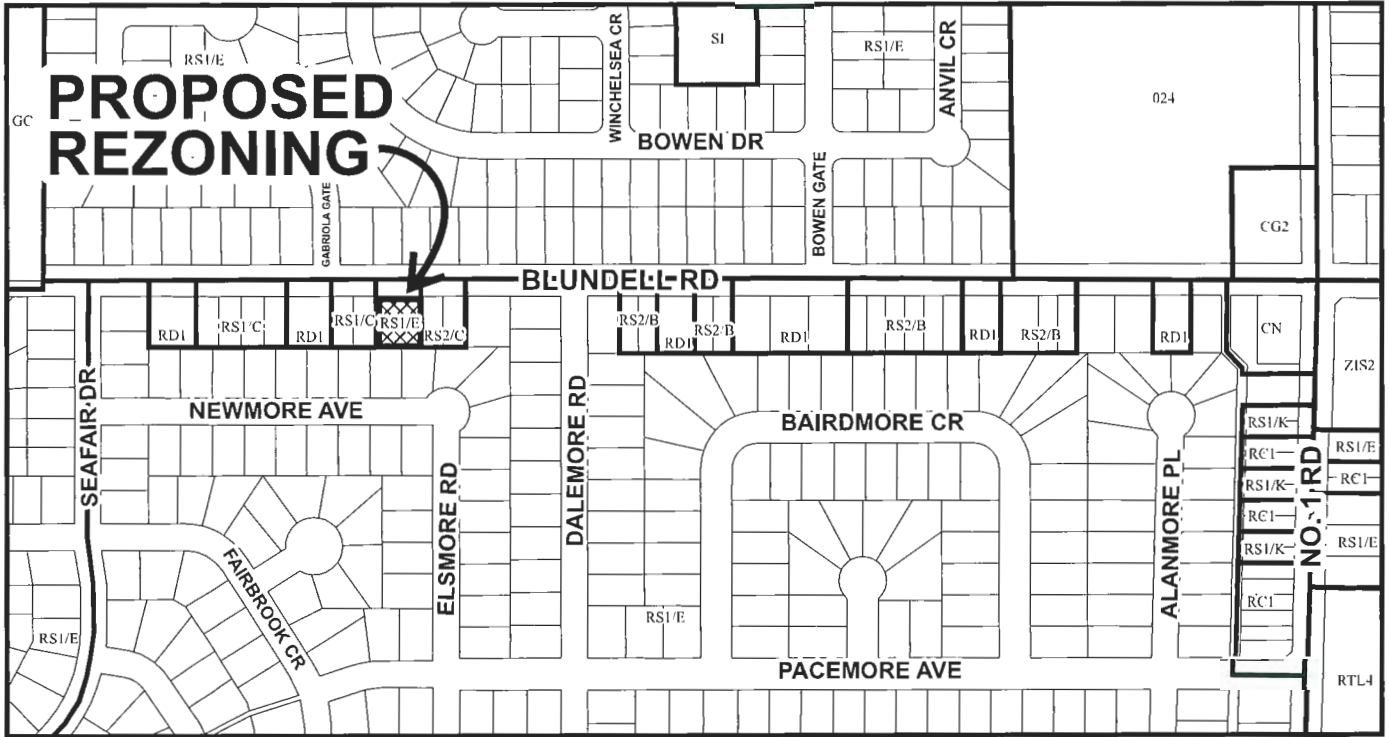 SI
RS1/E
RS1/E
WINCHELSEA CR
ANVIL CR
PROPOSED
REZONING
GC
024
BOWEN DR
GABRIOLA GATE
BOWEN GATE
CG2
BLUNDELL RD
RD1
RS1/C
RD1
RS1/C
RS1/E
RS2/C
RS2/B
RD1
RS2/B
RD1
RS2/B
RD1
RS2/B
RD1
CN
ZIS2
SEAFAIR DR
NEWMORE AVE
DALEMORE RD
BAIRDMORE CR
RS1/K
RC1
RS1/K
RC1
RS1/K
RC1
NO. 1 RD
RS1/E
RC1
RS1/E
ELSMORE RD
ALANMORE PL
FAIRBROOK CR
RS1/E
RS1/E
PACEMORE AVE
RTL4